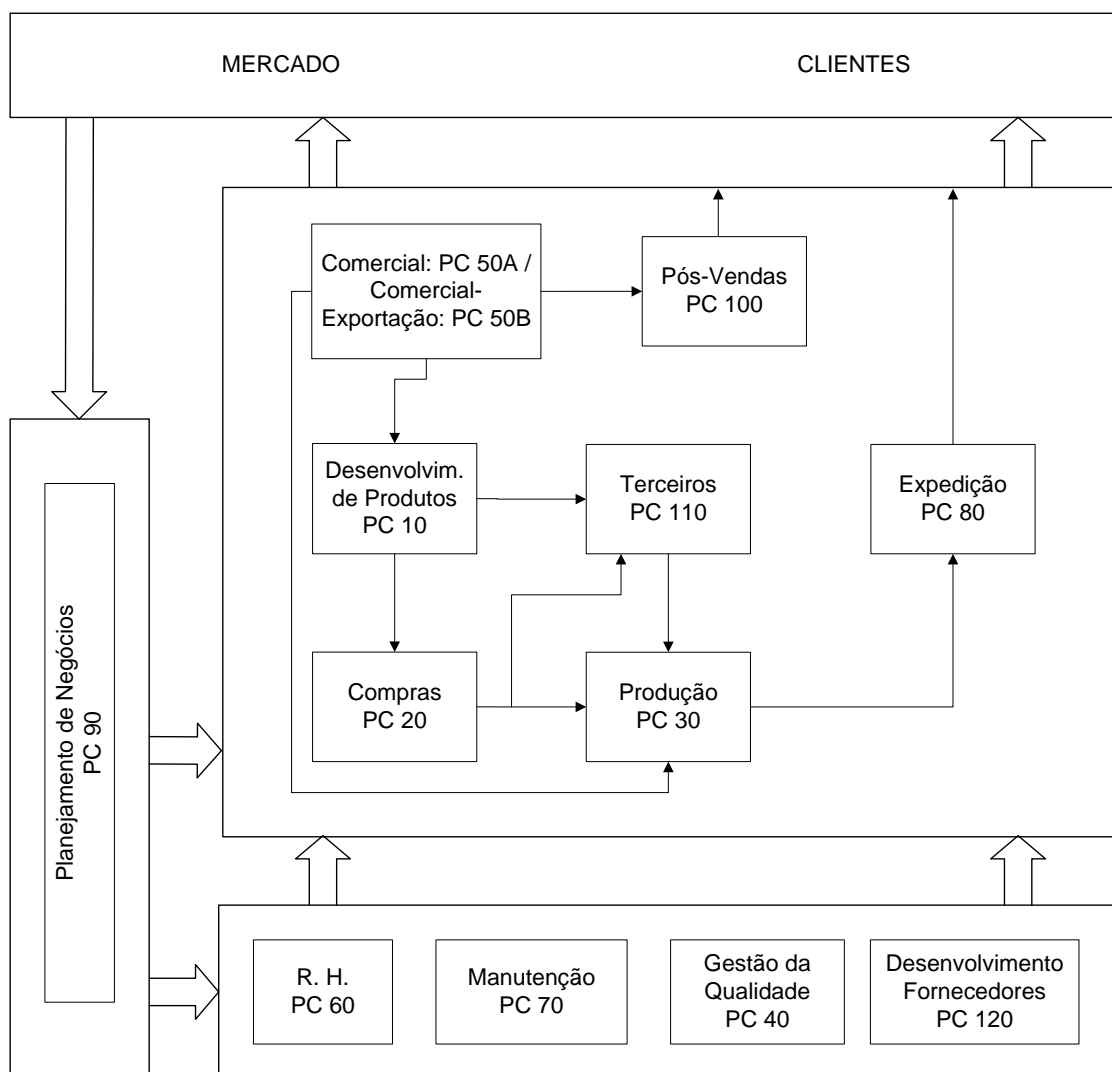 MERCADO
CLIENTES
Comercial: PC 50A /
Comercial-
Exportação: PC 50B
Pós-Vendas
PC 100
Desenvolvim.
de Produtos
PC 10
Terceiros
PC 110
Expedição
PC 80
Compras
PC 20
Produção
PC 30
Planejamento de Negócios
PC 90
R. H.
PC 60
Manutenção
PC 70
Gestão da
Qualidade
PC 40
Desenvolvimento
Fornecedores
PC 120